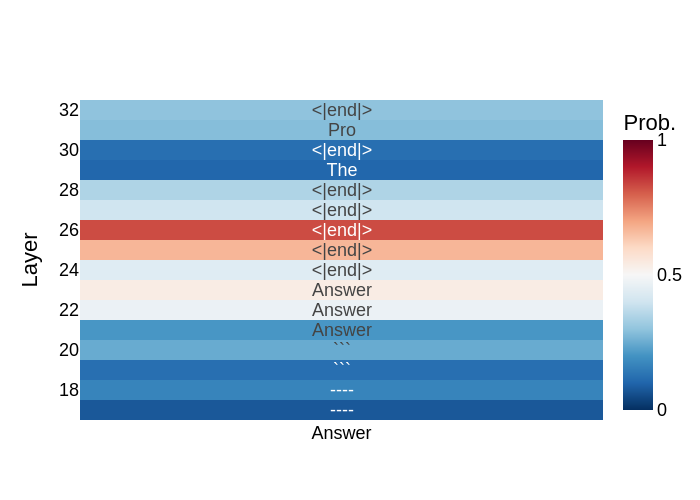 32
<|end|>
Pro
Prob.
1
30
<|end|>
The
28
<|end|>
<|end|>
26
<|end|>
<|end|>
24
<|end|>
0.5
Answer
22
Answer
Answer
20
```
```
18
----
----
0
Answer
Layer